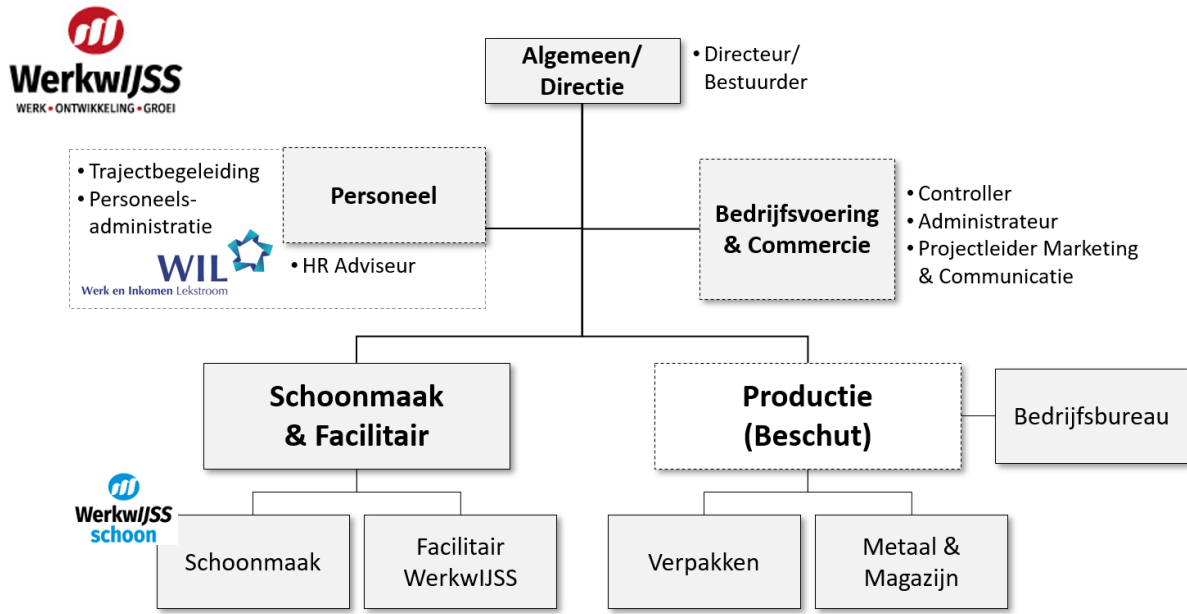 WerkwIJSS
WERK • ONTWIKKELING • GROEI
Algemeen/
Directie
• Directeur/
Bestuurder
• Trajectbegeleiding
• Personeels-
administratie
WIL
Werk en Inkomen Lekstroom
Personeel
• HR Adviseur
Bedrijfsvoering
& Commercie
• Controller
• Administrateur
• Projectleider Marketing
& Communicatie
Schoonmaak
& Facilitair
Productie
(Beschut)
Bedrijfsbureau
WerkwIJSS
schoon
Schoonmaak
Facilitair
WerkwIJSS
Verpakken
Metaal &
Magazijn